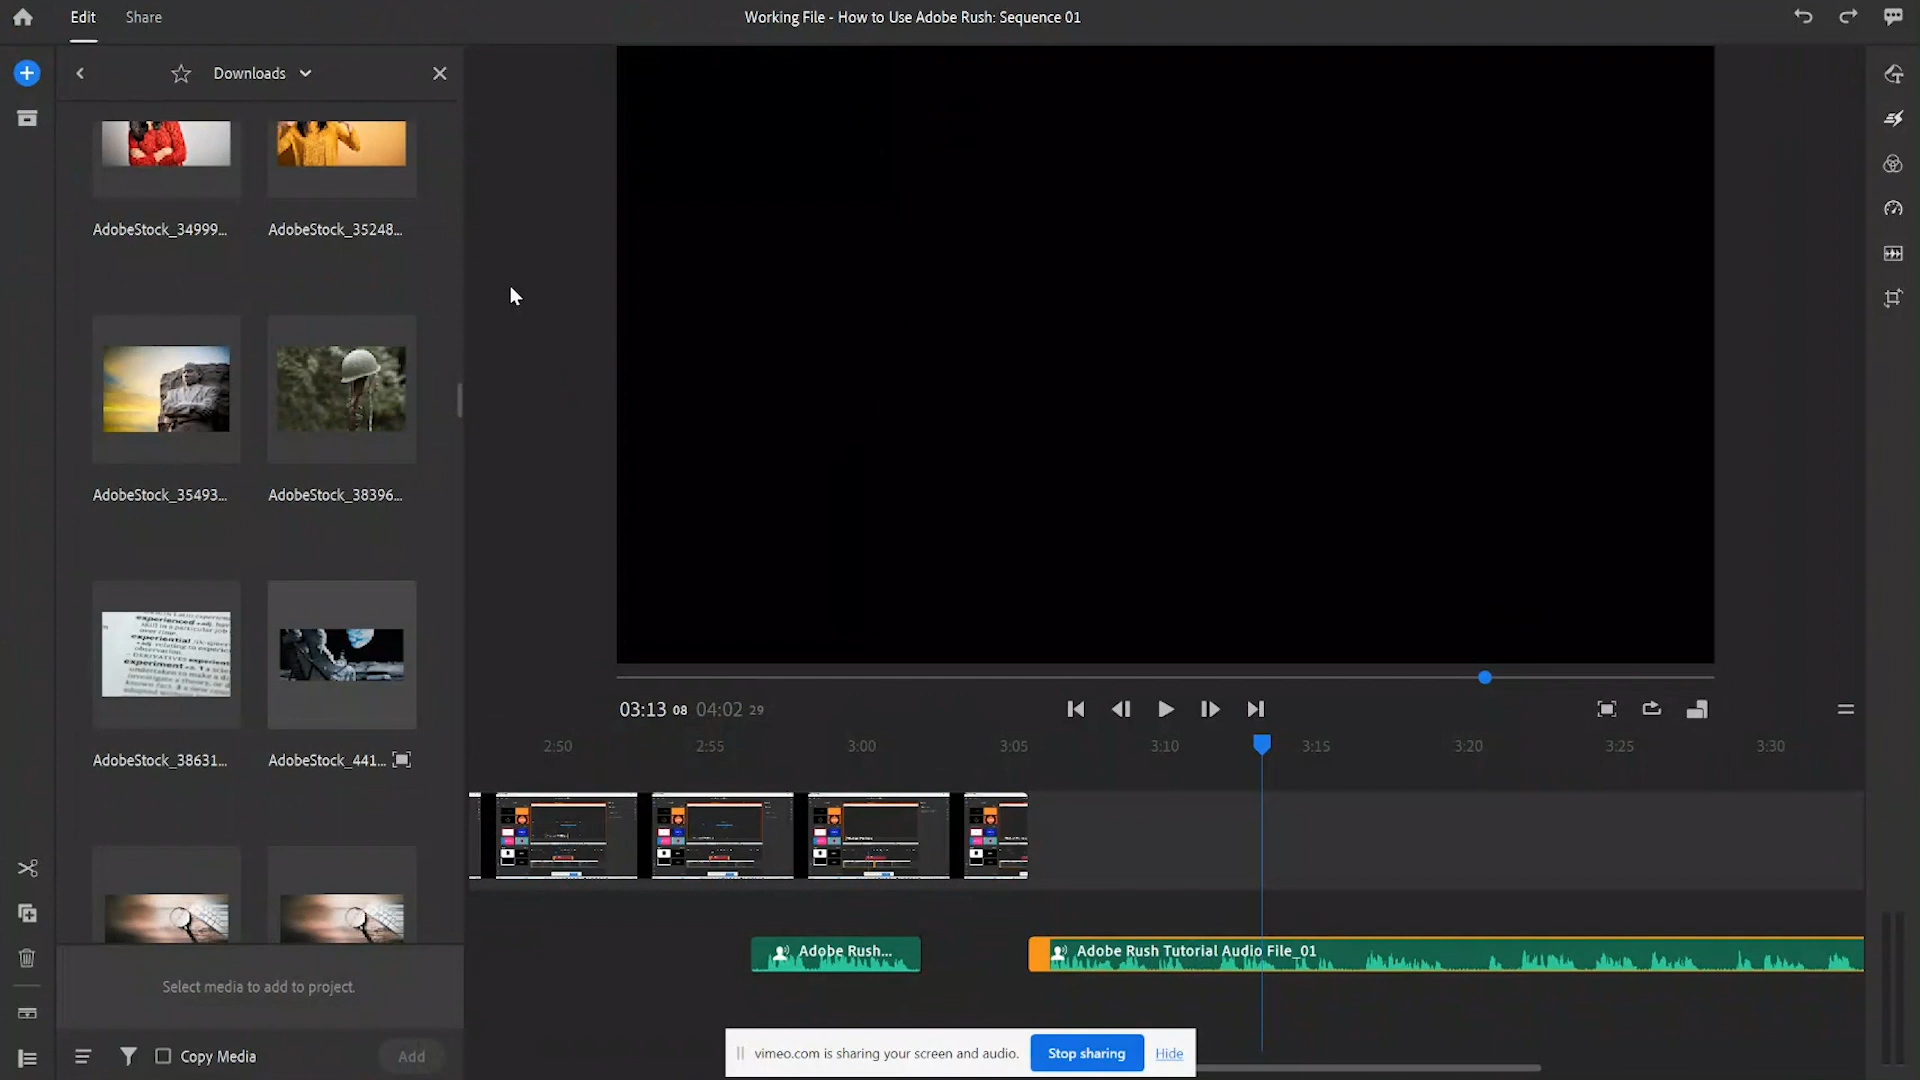 Edit
Share
Working File - How to Use Adobe Rush: Sequence 01
Downloads
AdobeStock_34999...
AdobeStock_35248...
AdobeStock_35493...
AdobeStock_38396...
experienced
experiential
experiment
AdobeStock_38631...
AdobeStock_441...
03:13 08 04:02 29
2:50
2:55
3:00
3:05
3:10
3:15
3:20
3:25
3:30
Adobe Rush...
Adobe Rush Tutorial Audio File_01
Select media to add to project.
Copy Media
Add
vimeo.com is sharing your screen and audio.
Stop sharing
Hide